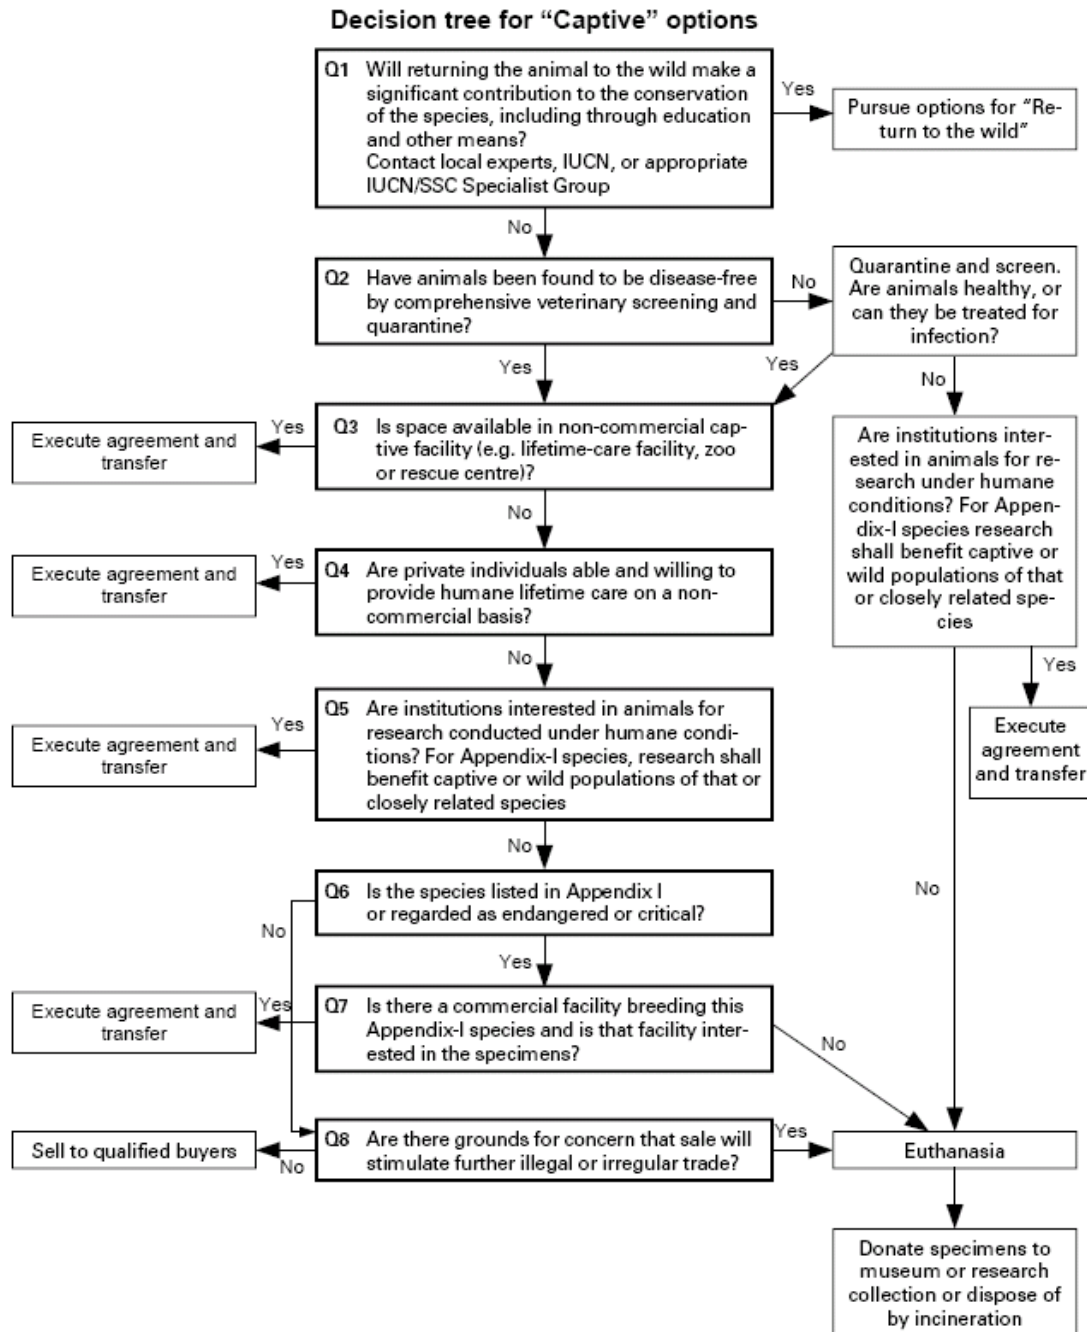 Decision tree for “Captive” options
Q1 Will returning the animal to the wild make a
significant contribution to the conservation
of the species, including through education
and other means?
Contact local experts, IUCN, or appropriate
IUCN/SSC Specialist Group
Yes
Pursue options for “Re-
turn to the wild”
No
Q2 Have animals been found to be disease-free
by comprehensive veterinary screening and
quarantine?
No
Quarantine and screen.
Are animals healthy, or
can they be treated for
infection?
Yes
Yes
No
Q3 Is space available in non-commercial cap-
tive facility (e.g. lifetime-care facility, zoo
or rescue centre)?
Yes
Execute agreement and
transfer
Are institutions inter-
ested in animals for re-
search under humane
conditions? For Appen-
dix-I species research
shall benefit captive or
wild populations of that
or closely related spe-
cies
No
Q4 Are private individuals able and willing to
provide humane lifetime care on a non-
commercial basis?
Yes
Execute agreement and
transfer
No
Yes
Execute
agreement
and transfer
Q5 Are institutions interested in animals for
research conducted under humane condi-
tions? For Appendix-I species, research shall
benefit captive or wild populations of that or
closely related species
Yes
Execute agreement and
transfer
No
No
Q6 Is the species listed in Appendix I
or regarded as endangered or critical?
No
Yes
Q7 Is there a commercial facility breeding this
Appendix-I species and is that facility inter-
ested in the specimens?
Yes
Execute agreement and
transfer
No
Q8 Are there grounds for concern that sale will
stimulate further illegal or irregular trade?
No
Sell to qualified buyers
Yes
Euthanasia
Donate specimens to
museum or research
collection or dispose of
by incineration